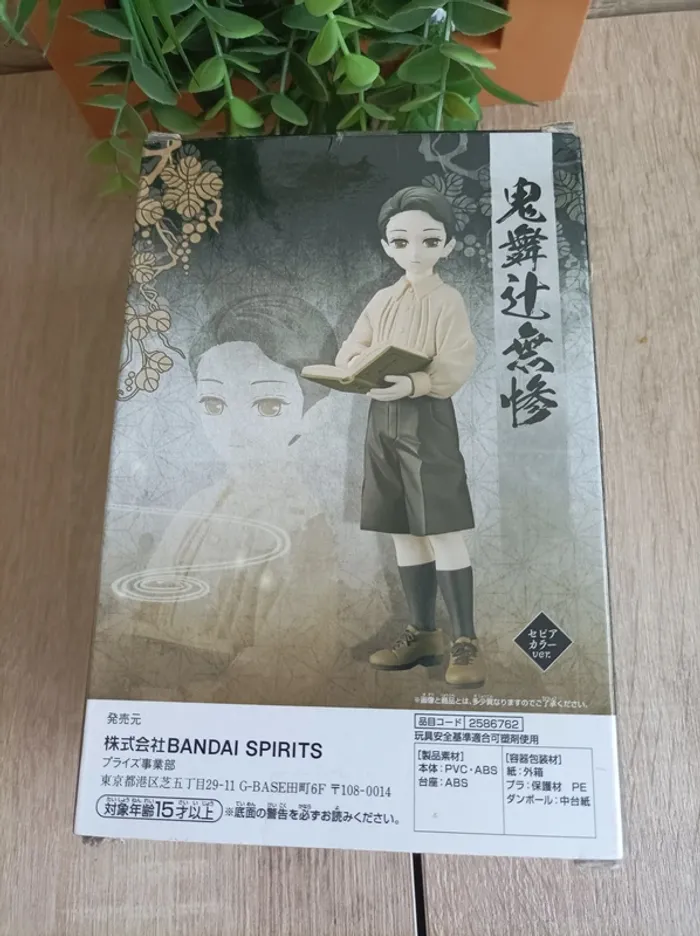 鬼舞辻無惨
セピア
カラー
ver.
※画像と商品とは、多少異なりますのでご了承ください。
発売元
株式会社BANDAI SPIRITS
プライズ事業部
東京都港区芝五丁目29-11 G-BASE田町6F 〒108-0014
対象年齢15才以上
※底面の警告を必ずお読みください。
品目コード 2586762
玩具安全基準適合可塑剤使用
[製品素材]
本体:PVC・ABS
台座:ABS
[容器包装材]
紙:外箱
プラ:保護材 PE
ダンボール:中台紙